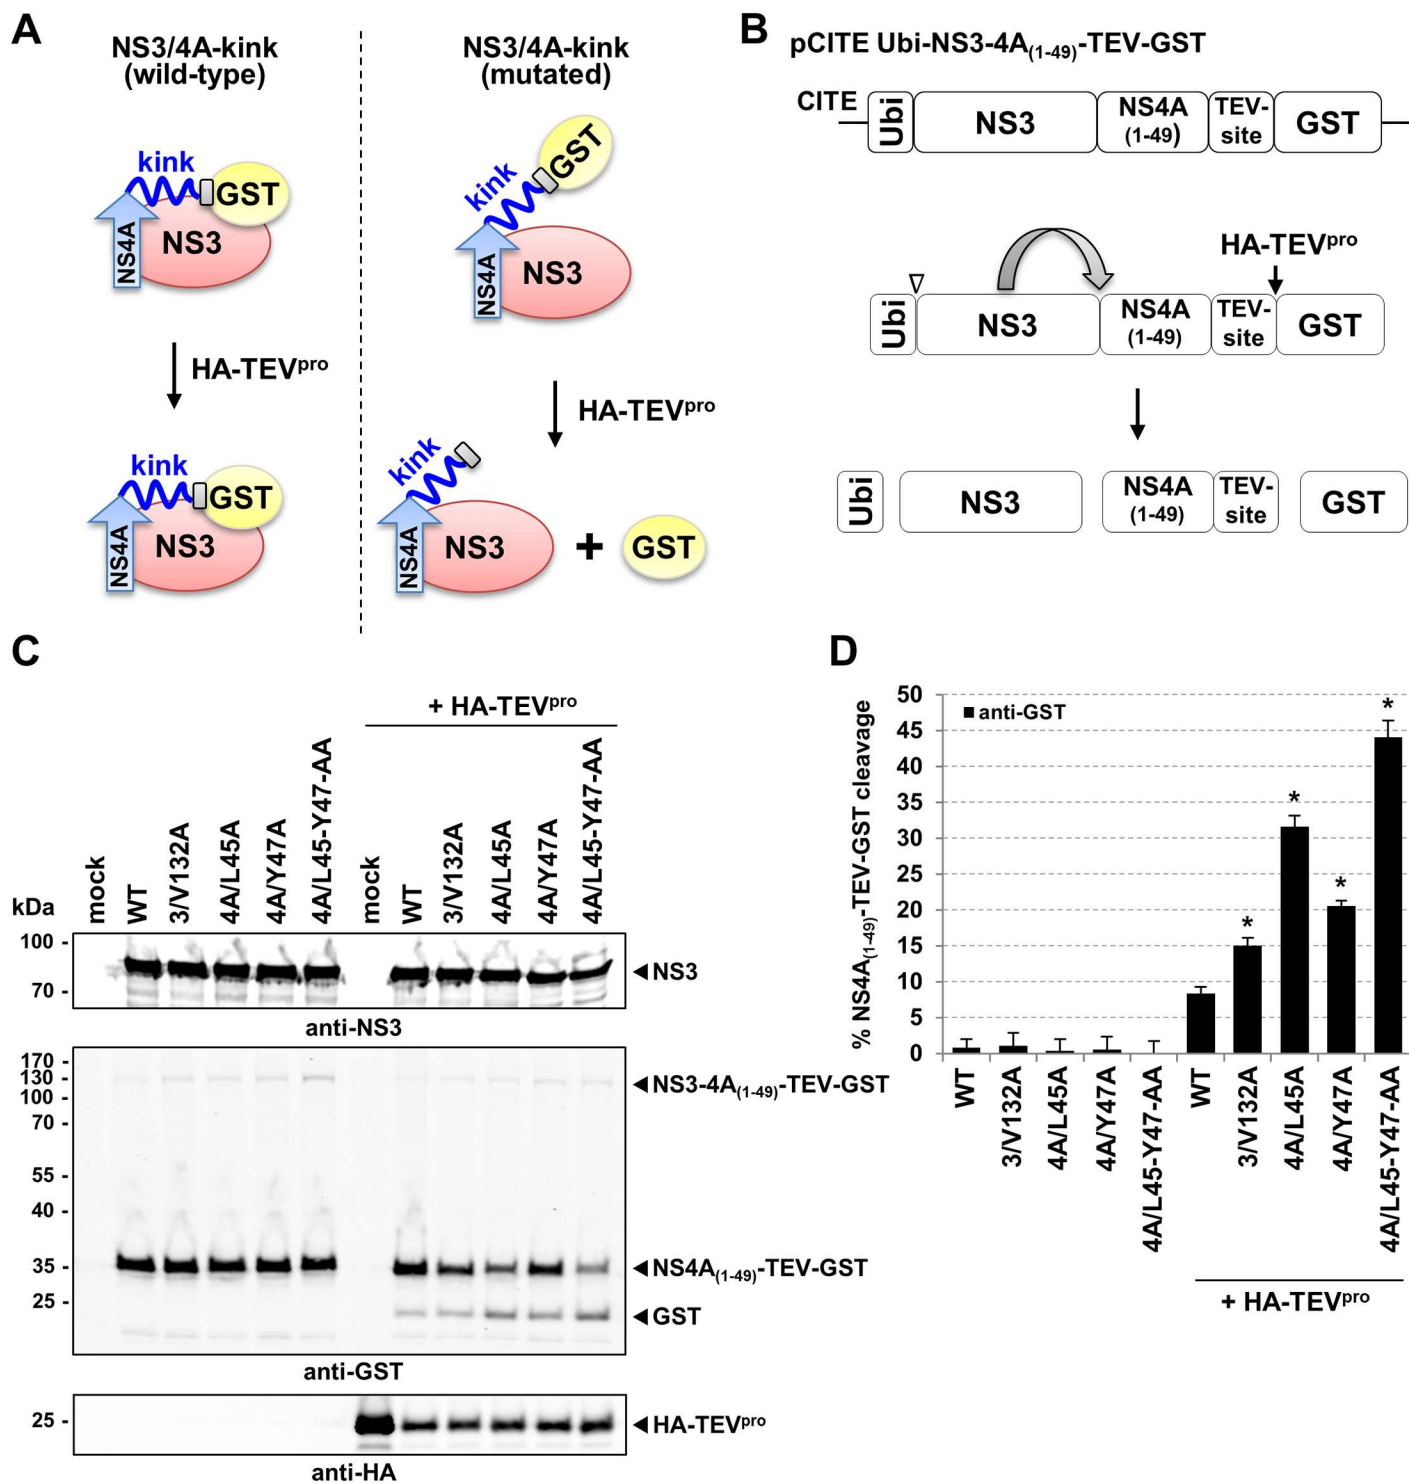 A
NS3/4A-kink
(wild-type)
kink
GST
NS4A
NS3
HA-TEVpro
kink
GST
NS4A
NS3
NS3/4A-kink
(mutated)
kink
GST
NS4A
NS3
HA-TEVpro
kink
NS4A
NS3
+
GST
B
pCITE Ubi-NS3-4A(1-49)-TEV-GST
CITE
Ubi
NS3
NS4A
(1-49)
TEV-
site
GST
HA-TEVpro
Ubi
NS3
NS4A
(1-49)
TEV-
site
GST
Ubi
NS3
NS4A
(1-49)
TEV-
site
GST
C
+ HA-TEVpro
kDa
mock
WT
3/V132A
4A/L45A
4A/Y47A
4A/L45-Y47-AA
mock
WT
3/V132A
4A/L45A
4A/Y47A
4A/L45-Y47-AA
100 -
70 -
NS3
anti-NS3
170 -
130 -
100 -
70 -
55 -
40 -
35 -
25 -
NS3-4A(1-49)-TEV-GST
NS4A(1-49)-TEV-GST
GST
anti-GST
25 -
HA-TEVpro
anti-HA
D
% NS4A(1-49)-TEV-GST cleavage
50
45
40
35
30
25
20
15
10
5
0
anti-GST
*
*
*
*
WT
3/V132A
4A/L45A
4A/Y47A
4A/L45-Y47-AA
WT
3/V132A
4A/L45A
4A/Y47A
4A/L45-Y47-AA
+ HA-TEVpro